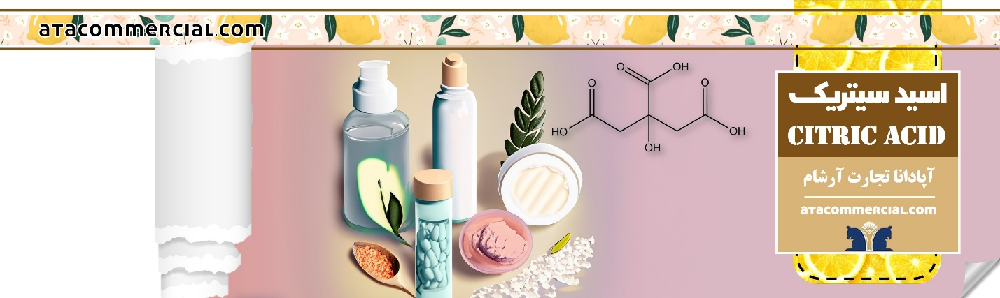 ATACOMMERCIAL.COM
O
OH
O
O
HO
OH
OH
اسید سیتریک
CITRIC ACID
آپادانا تجارت آرشام
ATACOMMERCIAL.COM